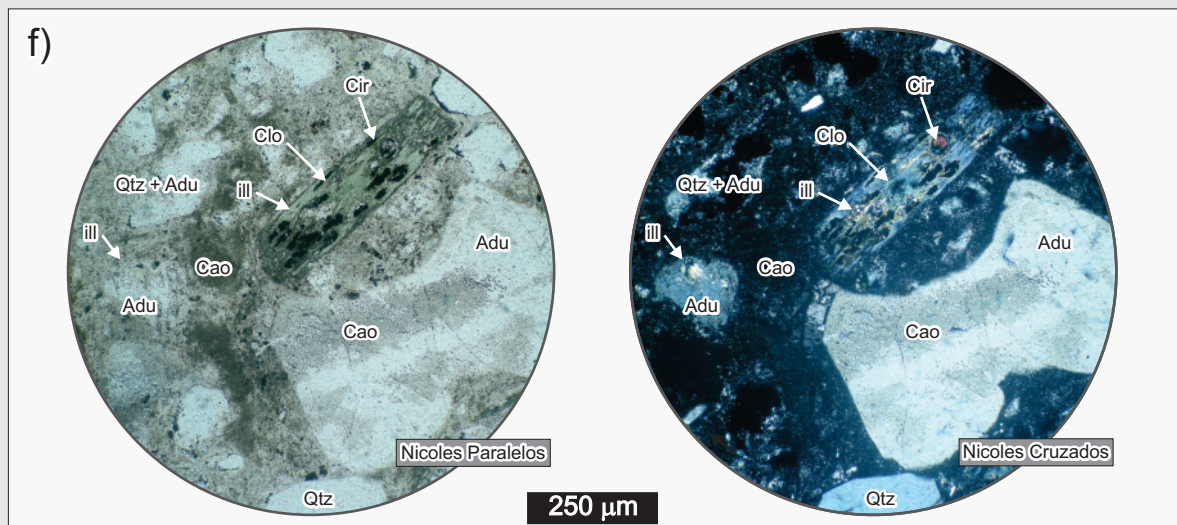 f)
Cir
Clo
Qtz + Adu
ill
ill
Cao
Adu
Adu
Cao
Nicoles Paralelos
Qtz
250 µm
Cir
Clo
Qtz + Adu
ill
ill
Cao
Adu
Adu
Cao
Nicoles Cruzados
Qtz